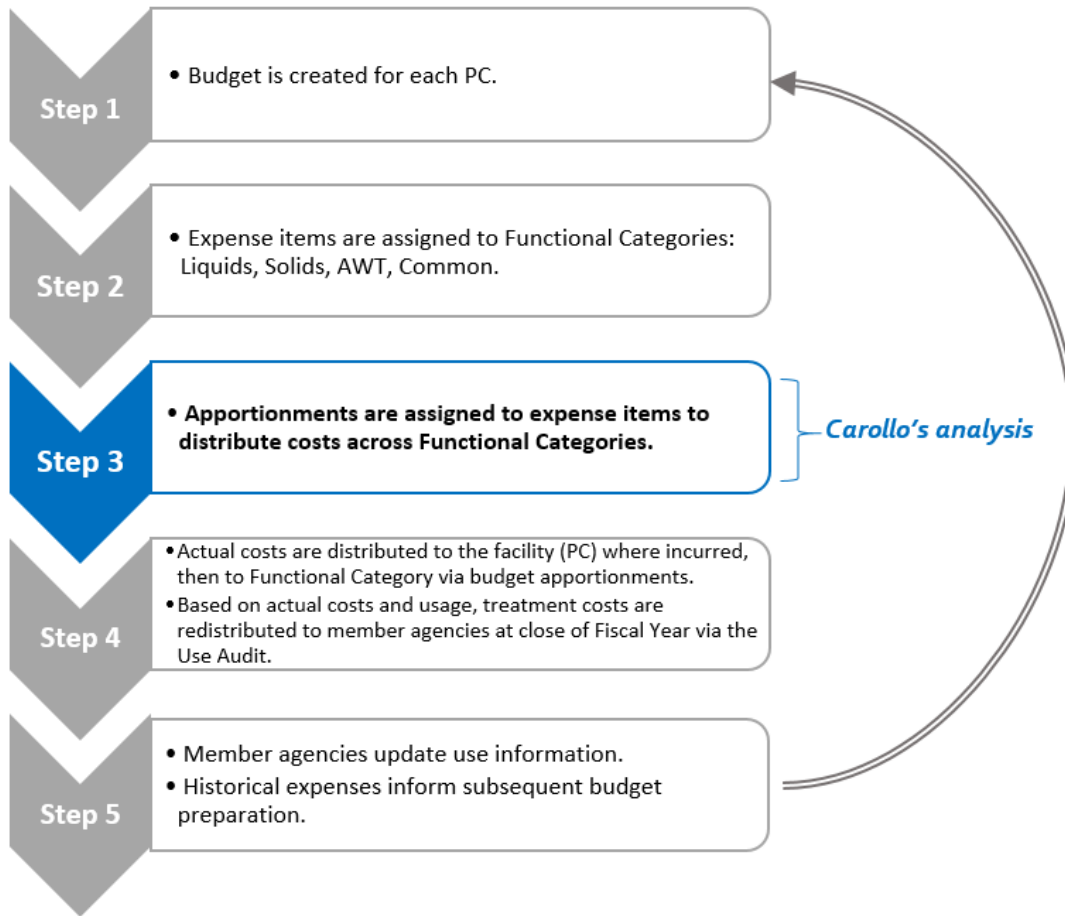 Step 1
• Budget is created for each PC.
Step 2
• Expense items are assigned to Functional Categories:
Liquids, Solids, AWT, Common.
Step 3
• Apportionments are assigned to expense items to
distribute costs across Functional Categories.
Carollo's analysis
Step 4
• Actual costs are distributed to the facility (PC) where incurred,
then to Functional Category via budget apportionments.
• Based on actual costs and usage, treatment costs are
redistributed to member agencies at close of Fiscal Year via the
Use Audit.
Step 5
• Member agencies update use information.
• Historical expenses inform subsequent budget
preparation.